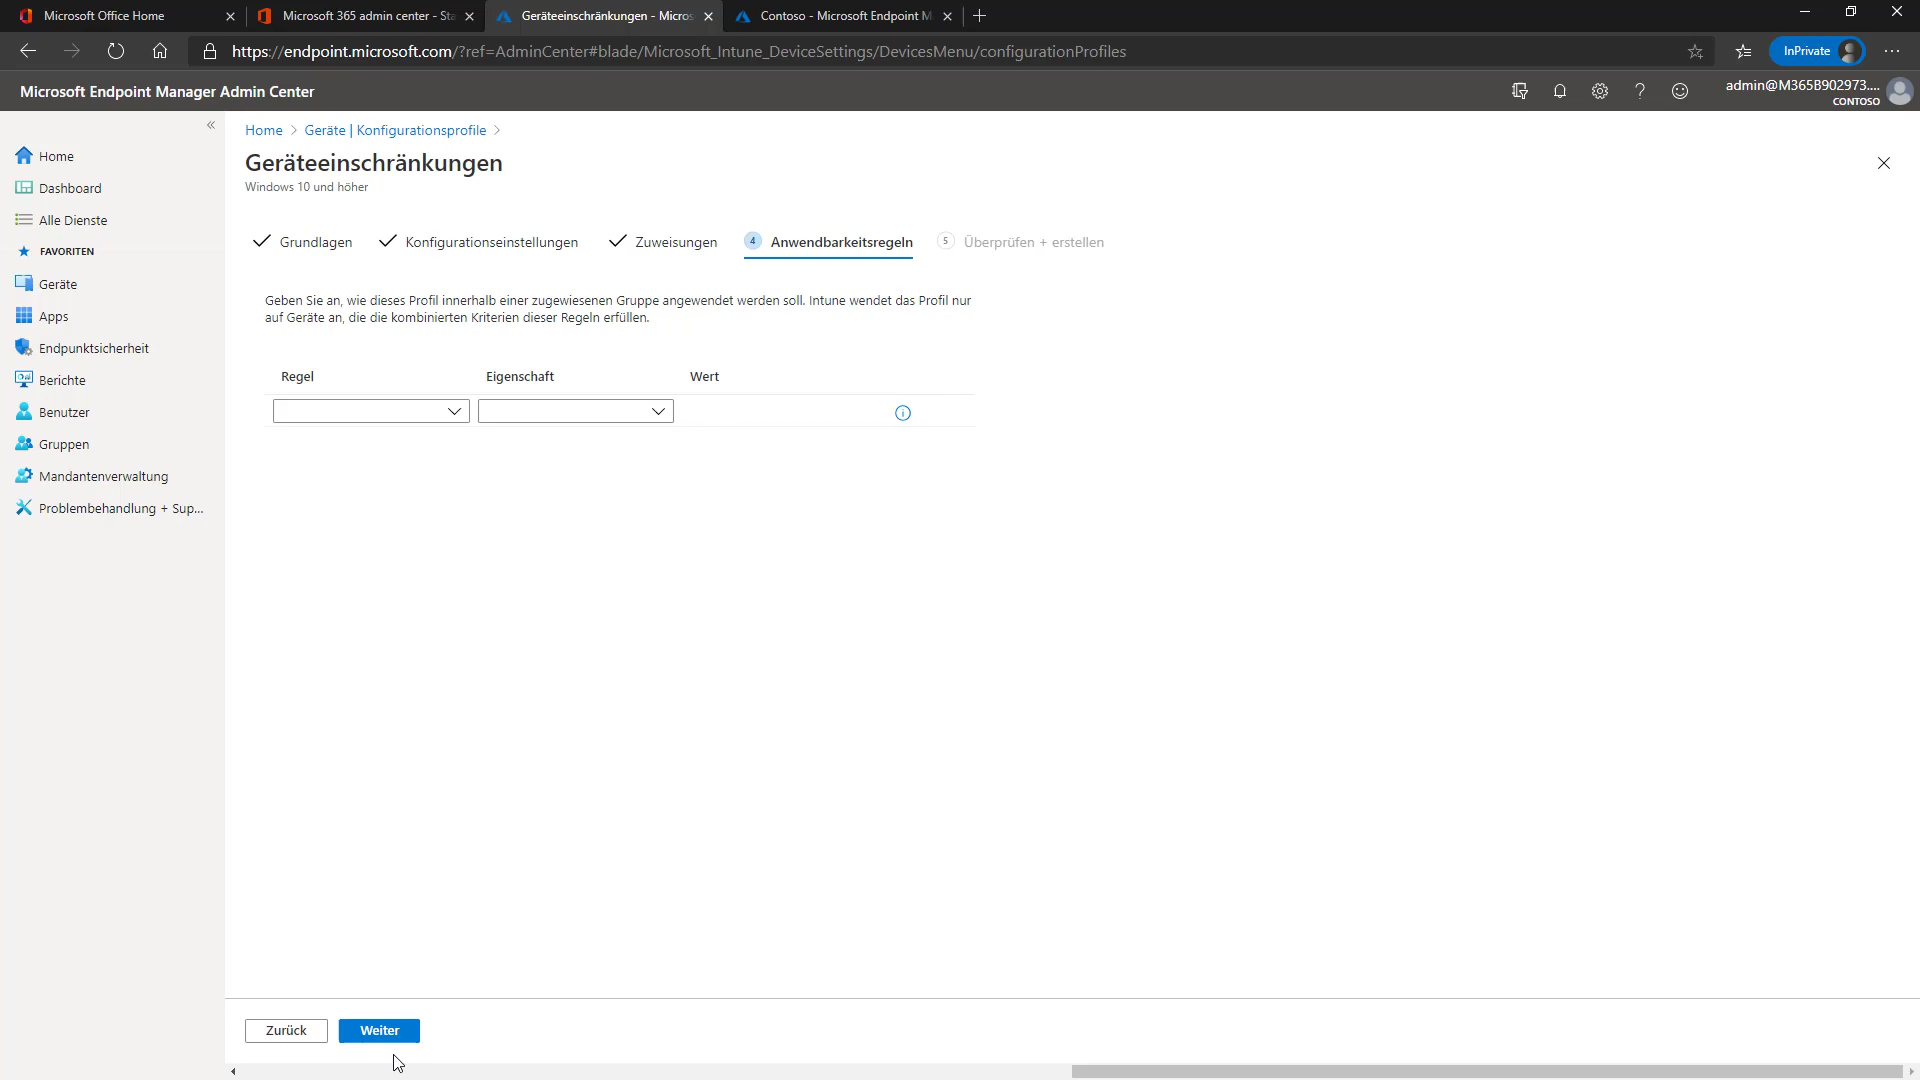 Microsoft Office Home
Microsoft 365 admin center - Sta
Geräteeinschränkungen - Micros
Contoso - Microsoft Endpoint M
https://endpoint.microsoft.com/?ref=AdminCenter#blade/Microsoft_Intune_DeviceSettings/DevicesMenu/configurationProfiles
InPrivate
Microsoft Endpoint Manager Admin Center
admin@M365B902973....
CONTOSO
Home
Dashboard
Alle Dienste
FAVORITEN
Geräte
Apps
Endpunktsicherheit
Berichte
Benutzer
Gruppen
Mandantenverwaltung
Problembehandlung + Sup...
Home > Geräte | Konfigurationsprofile >
Geräteeinschränkungen
Windows 10 und höher
Grundlagen
Konfigurationseinstellungen
Zuweisungen
4 Anwendbarkeitsregeln
5 Überprüfen + erstellen
Geben Sie an, wie dieses Profil innerhalb einer zugewiesenen Gruppe angewendet werden soll. Intune wendet das Profil nur
auf Geräte an, die die kombinierten Kriterien dieser Regeln erfüllen.
Regel Eigenschaft Wert
Zurück
Weiter